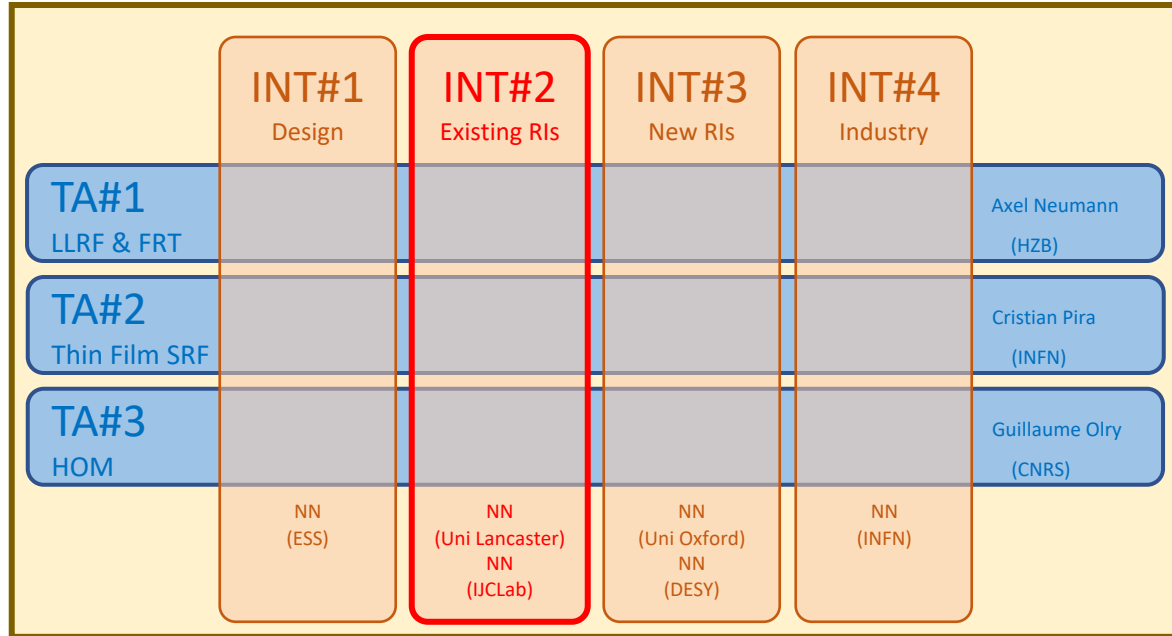 INT#1
Design
INT#2
Existing RIs
INT#3
New RIs
INT#4
Industry
TA#1
LLRF & FRT
Axel Neumann
(HZB)
TA#2
Thin Film SRF
Cristian Pira
(INFN)
TA#3
HOM
Guillaume Olry
(CNRS)
NN
(ESS)
NN
(Uni Lancaster)
NN
(IJCLab)
NN
(Uni Oxford)
NN
(DESY)
NN
(INFN)